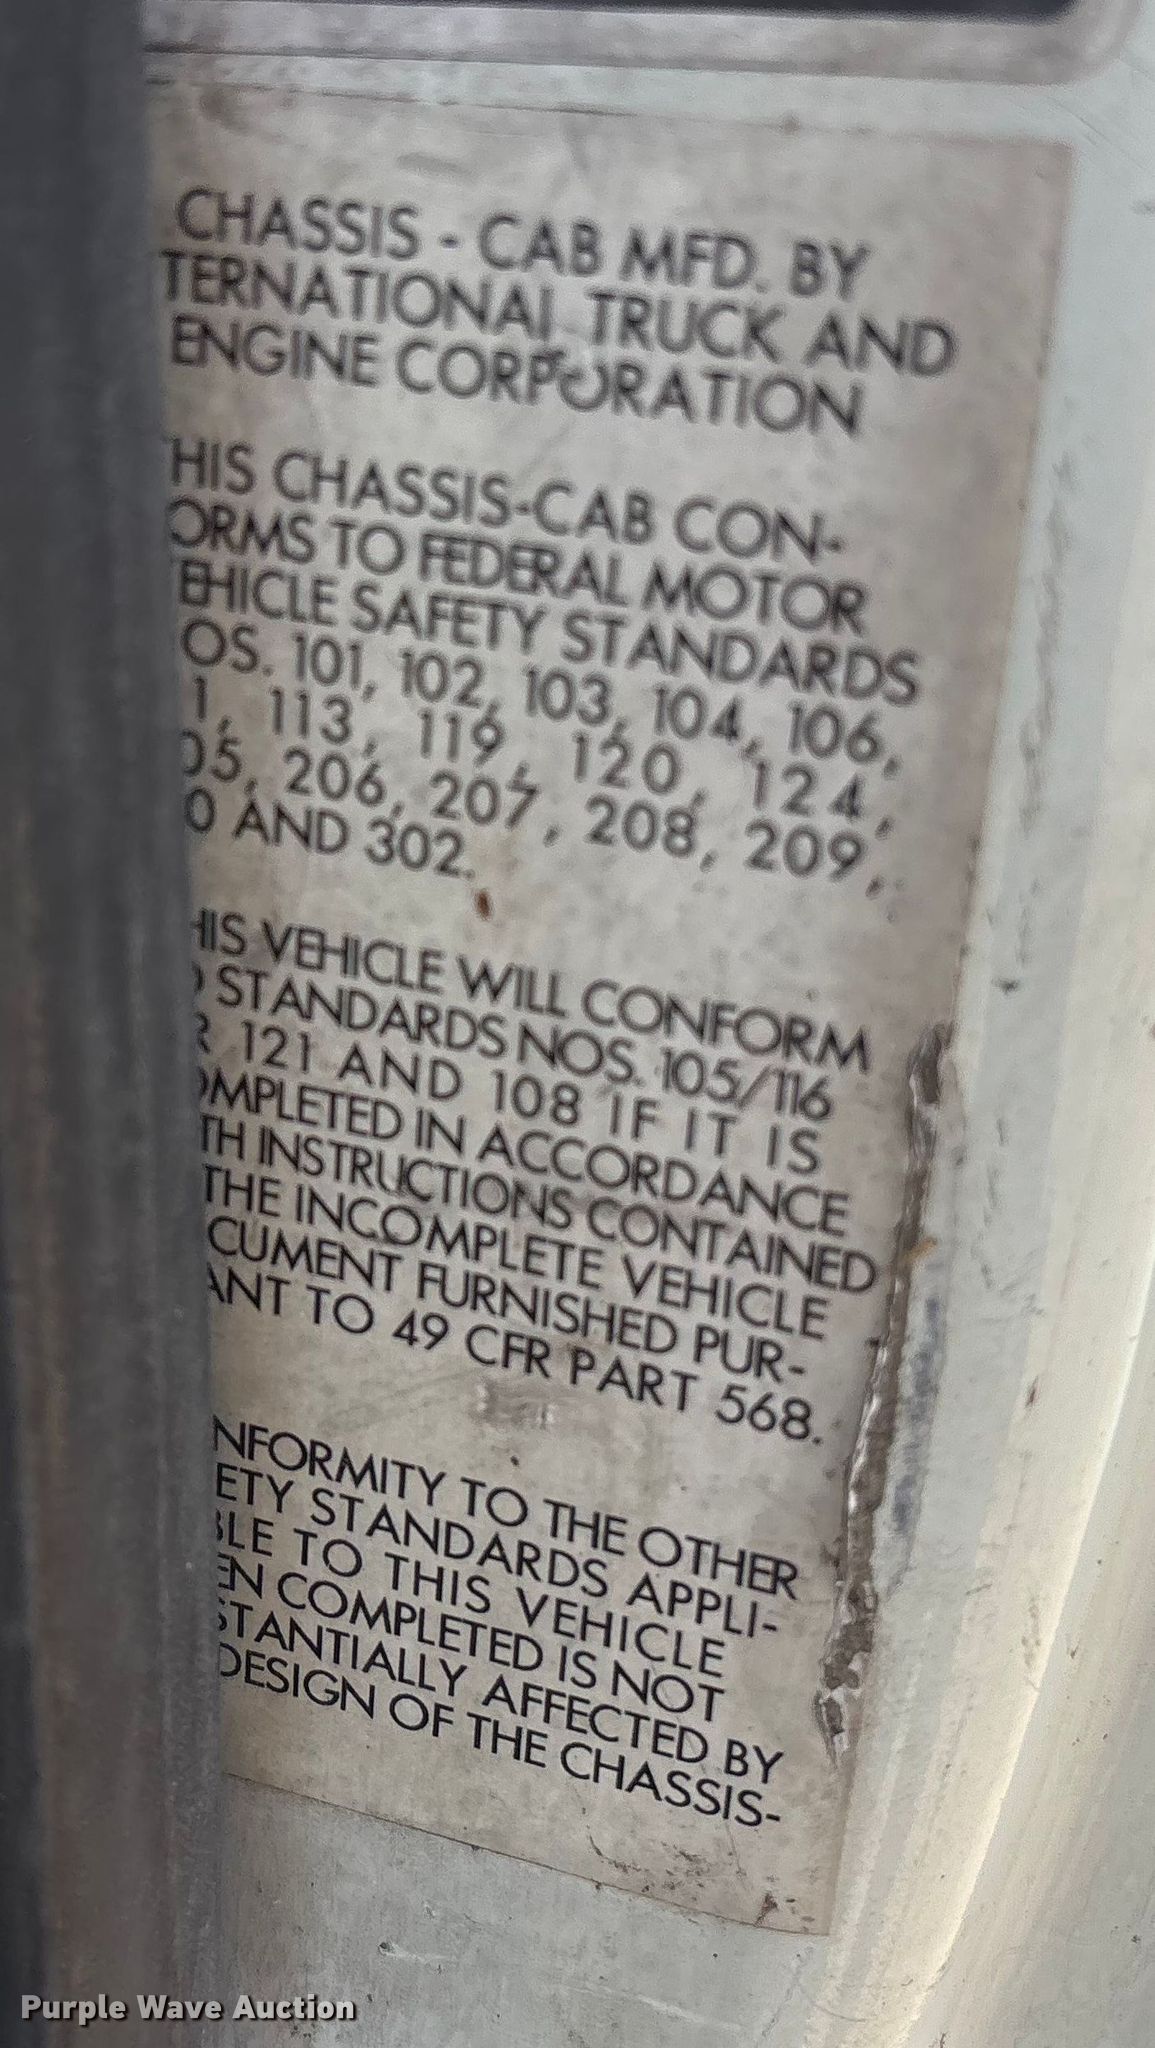 CHASSIS - CAB MFD. BY
TERNATIONAL TRUCK AND
ENGINE CORPORATION
HIS CHASSIS-CAB CON-
ORMS TO FEDERAL MOTOR
EHICLE SAFETY STANDARDS
OS. 101, 102, 103, 104, 106,
1, 113, 119, 120, 124,
05, 206, 207, 208, 209,
0 AND 302.
HIS VEHICLE WILL CONFORM
STANDARDS NOS. 105/116
R 121 AND 108 IF IT IS
OMPLETED IN ACCORDANCE
TH INSTRUCTIONS CONTAINED
THE INCOMPLETE VEHICLE
CUMENT FURNISHED PUR-
ANT TO 49 CFR PART 568.
NFORMITY TO THE OTHER
ETY STANDARDS APPLI-
BLE TO THIS VEHICLE
EN COMPLETED IS NOT
STANTIALLY AFFECTED BY
DESIGN OF THE CHASSIS-
Purple Wave Auction